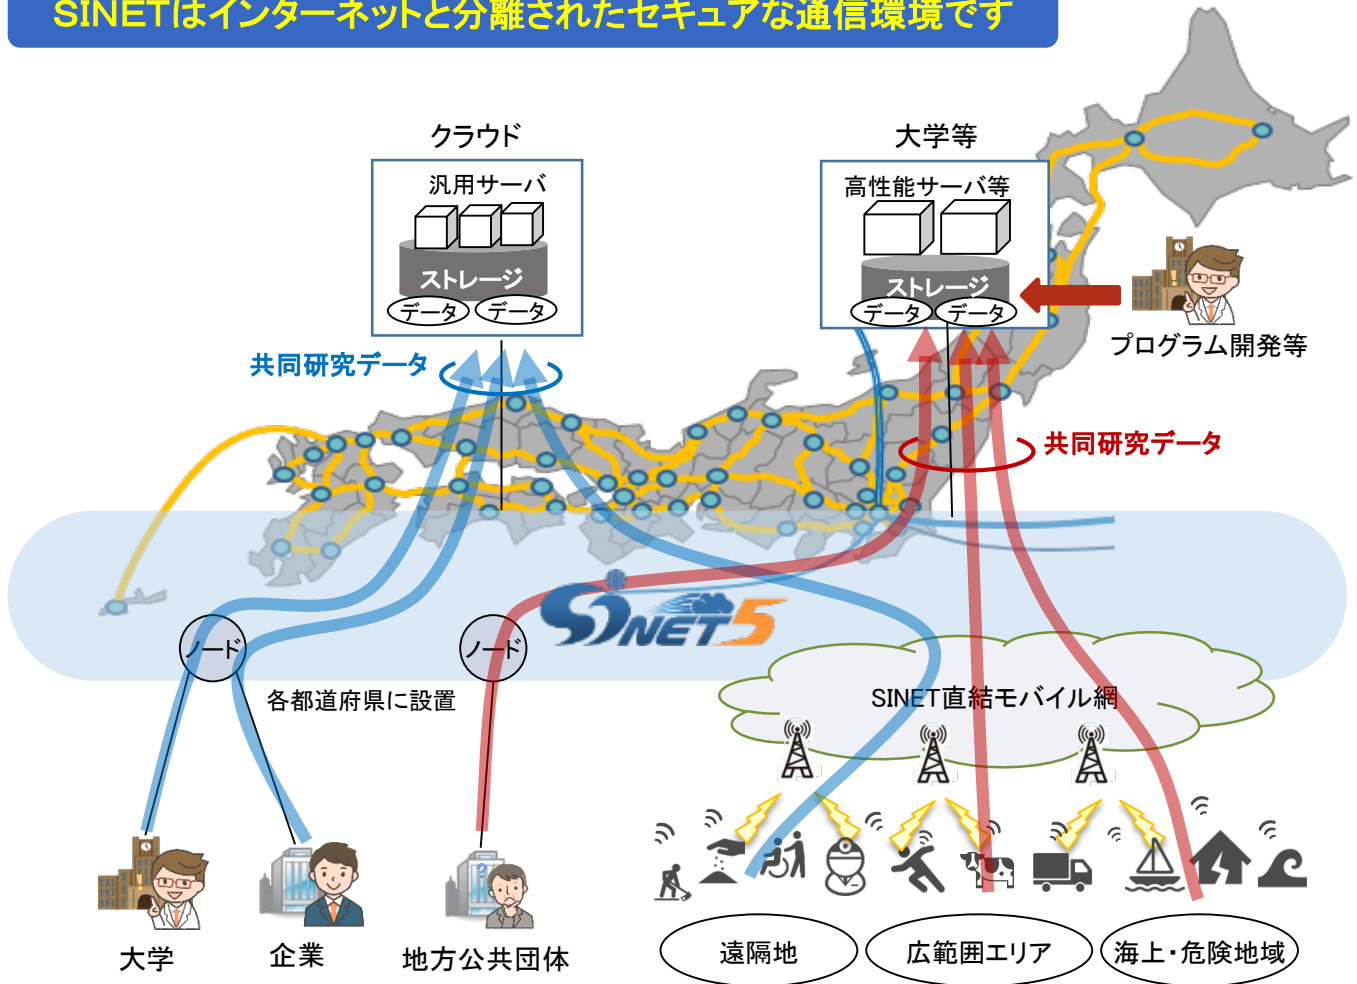 SINETはインターネットと分離されたセキュアな通信環境です
クラウド
大学等
汎用サーバ
高性能サーバ等
ストレージ
ストレージ
データ
データ
データ
データ
プログラム開発等
共同研究データ
共同研究データ
SINET5
ノード
ノード
各都道府県に設置
SINET直結モバイル網
大学
企業
地方公共団体
遠隔地
広範囲エリア
海上・危険地域